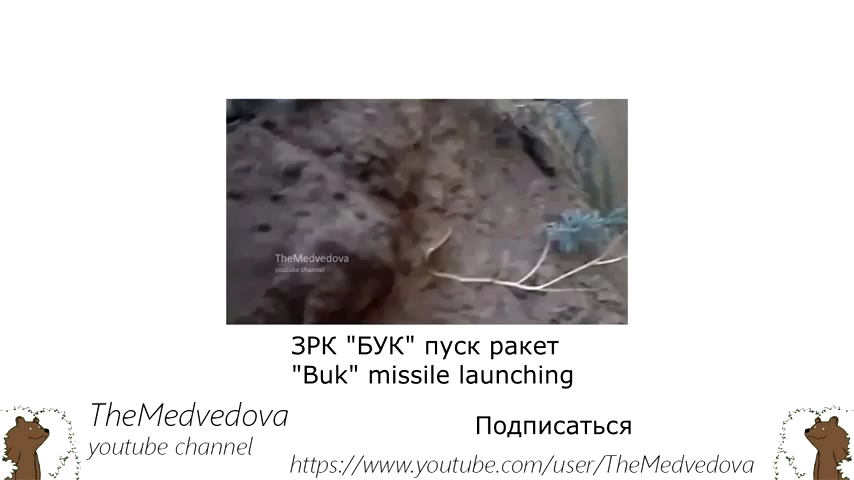 TheMedvedova
youtube channel
ЗРК "БУК" пуск ракет
"Buk" missile launching
TheMedvedova
youtube channel
Подписаться
https://www.youtube.com/user/TheMedvedova